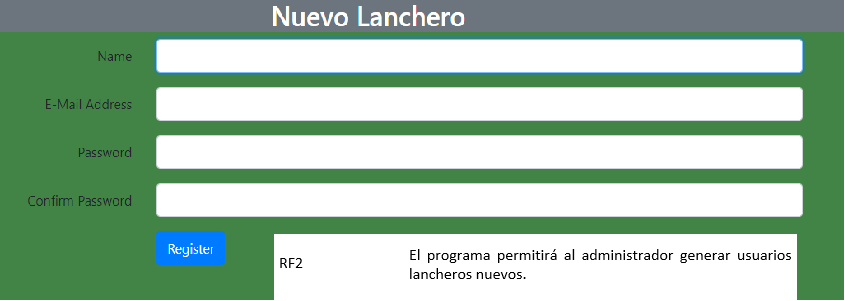 Nuevo Lanchero
Name
E-Mail Address
Password
Confirm Password
Register
RF2
El programa permitirá al administrador generar usuarios
lancheros nuevos.